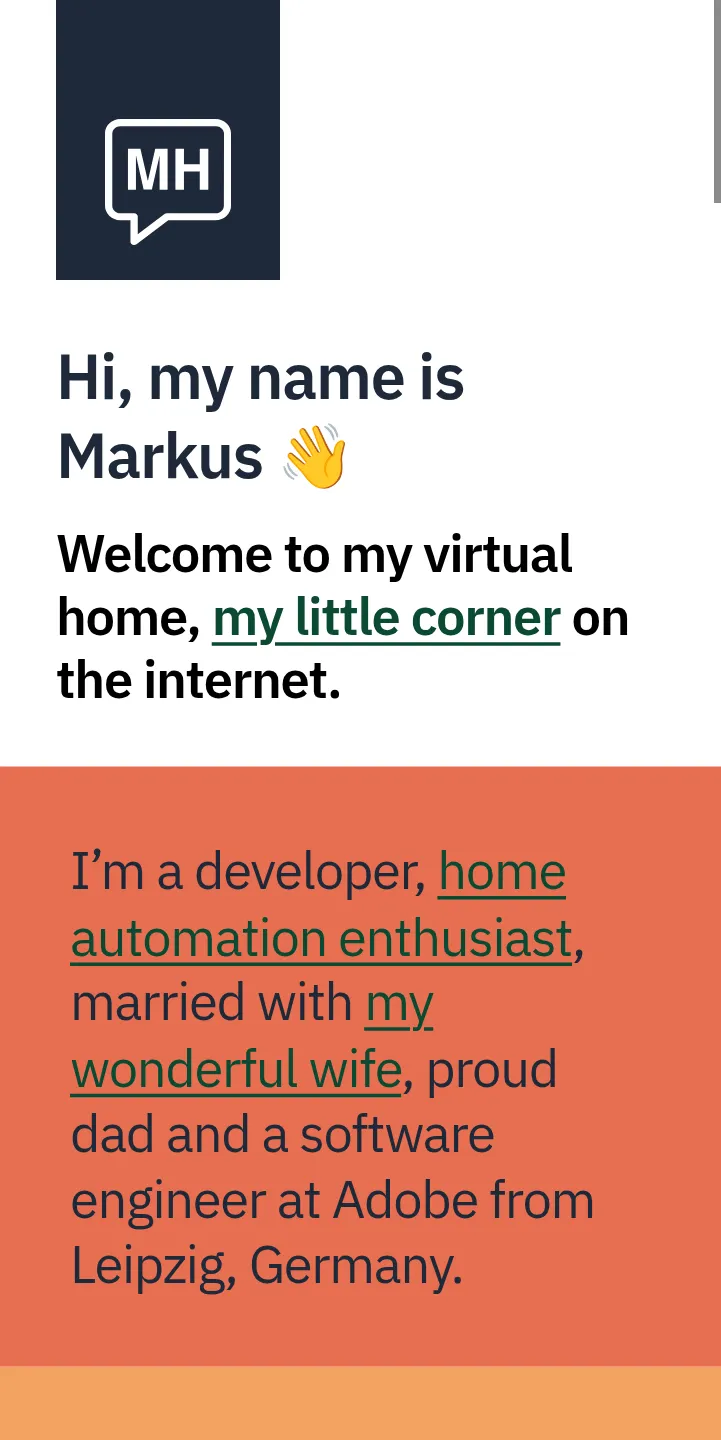 MH
Hi, my name is
Markus 👋
Welcome to my virtual
home, my little corner on
the internet.
I’m a developer, home
automation enthusiast,
married with my
wonderful wife, proud
dad and a software
engineer at Adobe from
Leipzig, Germany.